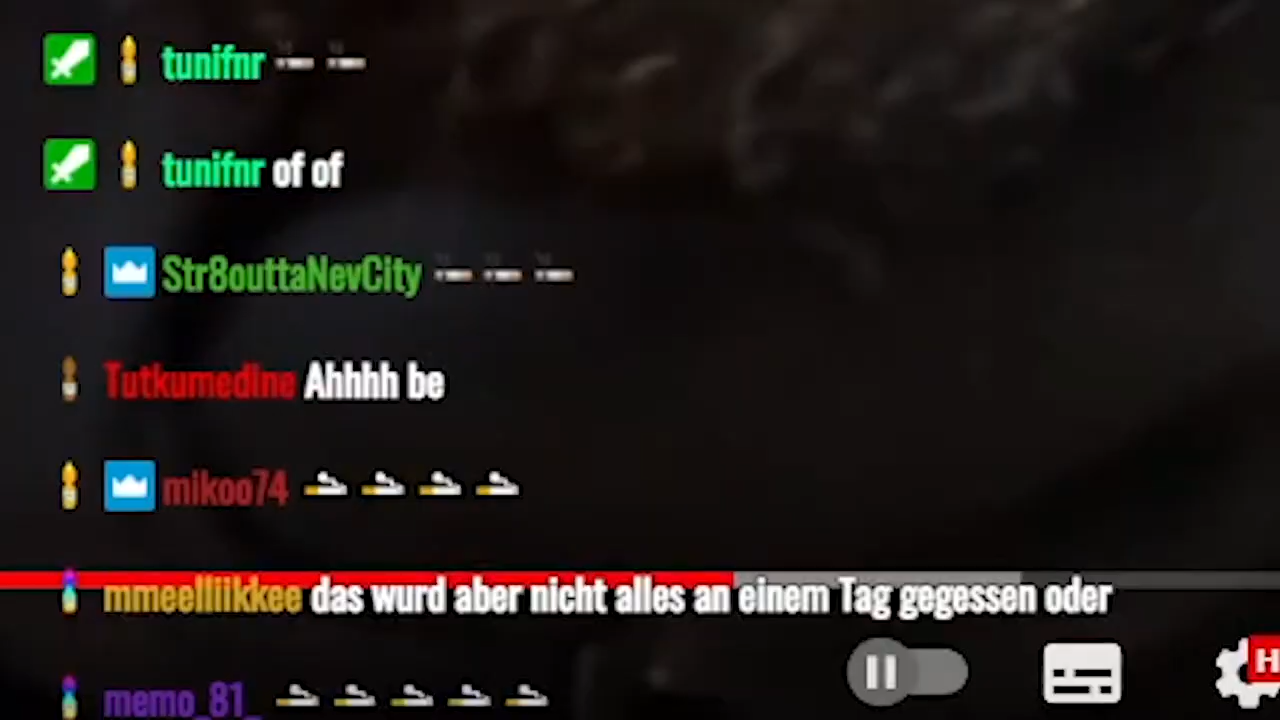 tunifnr
tunifnr of of
Str8outtaNevCity
Tutkumedine Ahhhh be
mikoo74
mmeelliikkee das wurd aber nicht alles an einem Tag gegessen oder
H
memo_81_